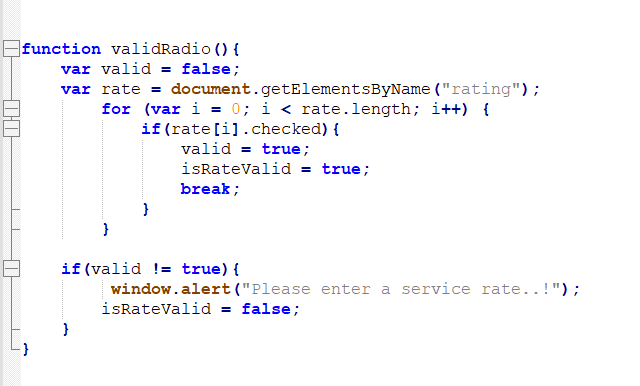 function validRadio(){
    var valid = false;
    var rate = document.getElementsByName("rating");
        for (var i = 0; i < rate.length; i++) {
            if(rate[i].checked){
                valid = true;
                isRateValid = true;
                break;
            }
        }
    if(valid != true){
         window.alert("Please enter a service rate..!");
        isRateValid = false;
    }
}